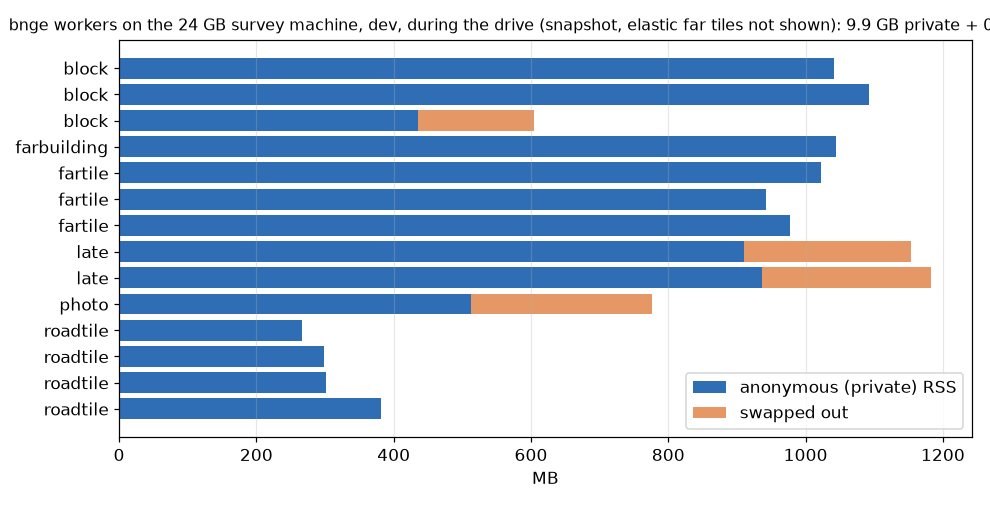 bnge workers on the 24 GB survey machine, dev, during the drive (snapshot, elastic far tiles not shown): 9.9 GB private + 0
block
block
block
farbuilding
fartile
fartile
fartile
late
late
photo
roadtile
roadtile
roadtile
roadtile
anonymous (private) RSS
swapped out
0 200 400 600 800 1000 1200
MB